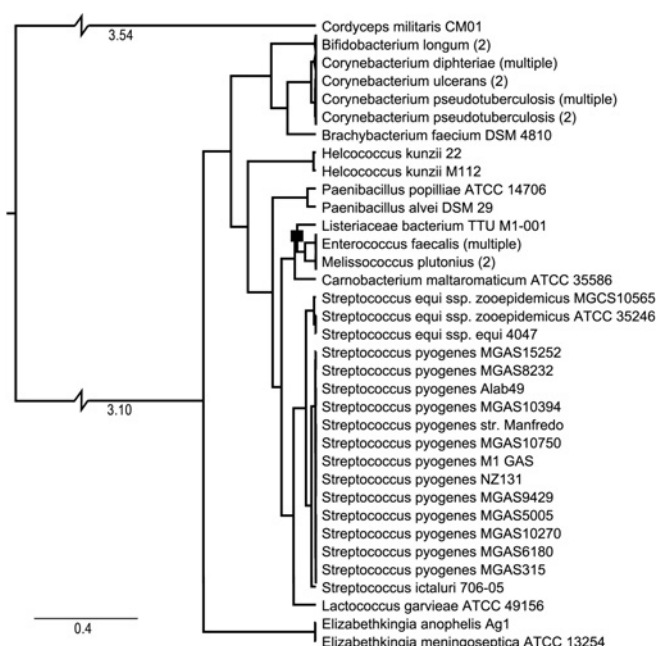 Cordyceps militaris CM01
3.54
Bifidobacterium longum (2)
Corynebacterium diphteriae (multiple)
Corynebacterium ulcerans (2)
Corynebacterium pseudotuberculosis (multiple)
Corynebacterium pseudotuberculosis (2)
Brachybacterium faecium DSM 4810
Helcococcus kunzii 22
Helcococcus kunzii M112
Paenibacillus popilliae ATCC 14706
Paenibacillus alvei DSM 29
Listeriaceae bacterium TTU M1-001
Enterococcus faecalis (multiple)
Melissococcus plutonius (2)
Carnobacterium maltaromaticum ATCC 35586
Streptococcus equi ssp. zooepidemicus MGCS10565
Streptococcus equi ssp. zooepidemicus ATCC 35246
Streptococcus equi ssp. equi 4047
Streptococcus pyogenes MGAS15252
Streptococcus pyogenes MGAS8232
Streptococcus pyogenes Alab49
Streptococcus pyogenes MGAS10394
3.10
Streptococcus pyogenes str. Manfredo
Streptococcus pyogenes MGAS10750
Streptococcus pyogenes M1 GAS
Streptococcus pyogenes NZ131
Streptococcus pyogenes MGAS9429
Streptococcus pyogenes MGAS5005
Streptococcus pyogenes MGAS10270
Streptococcus pyogenes MGAS6180
Streptococcus pyogenes MGAS315
Streptococcus ictaluri 706-05
Lactococcus garvieae ATCC 49156
0.4
Elizabethkingia anophelis Ag1
Elizabethkingia meningoseptica ATCC 13254